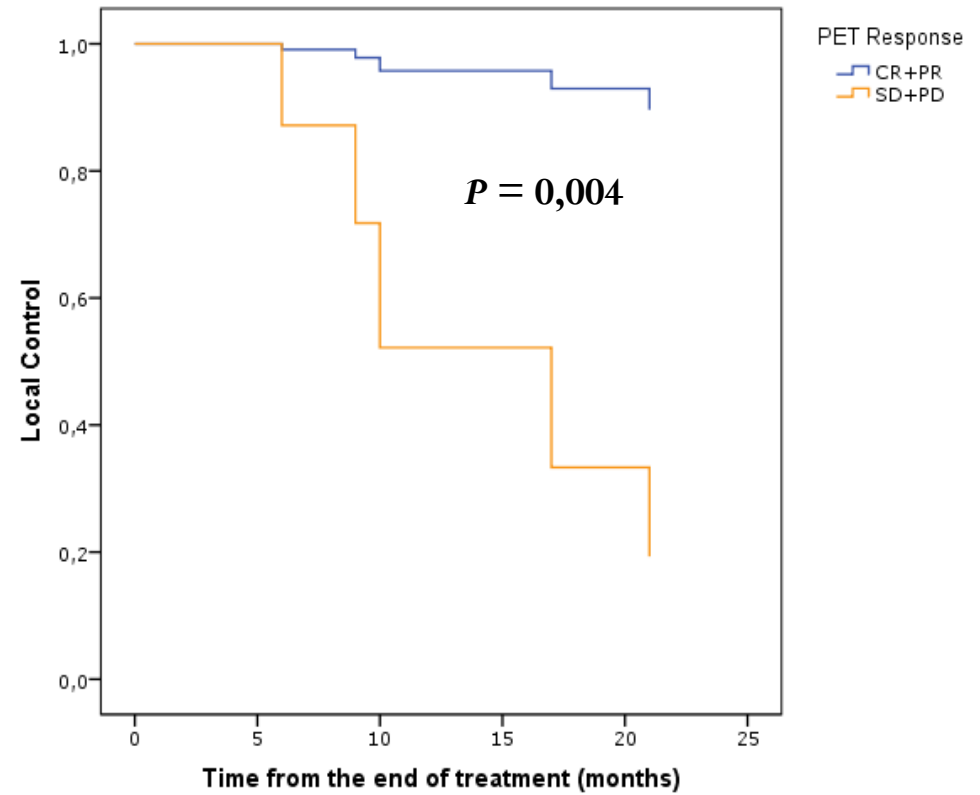 PET Response
CR+PR
SD+PD
P = 0,004
Local Control
1,0
0,8
0,6
0,4
0,2
0,0
0 5 10 15 20 25
Time from the end of treatment (months)